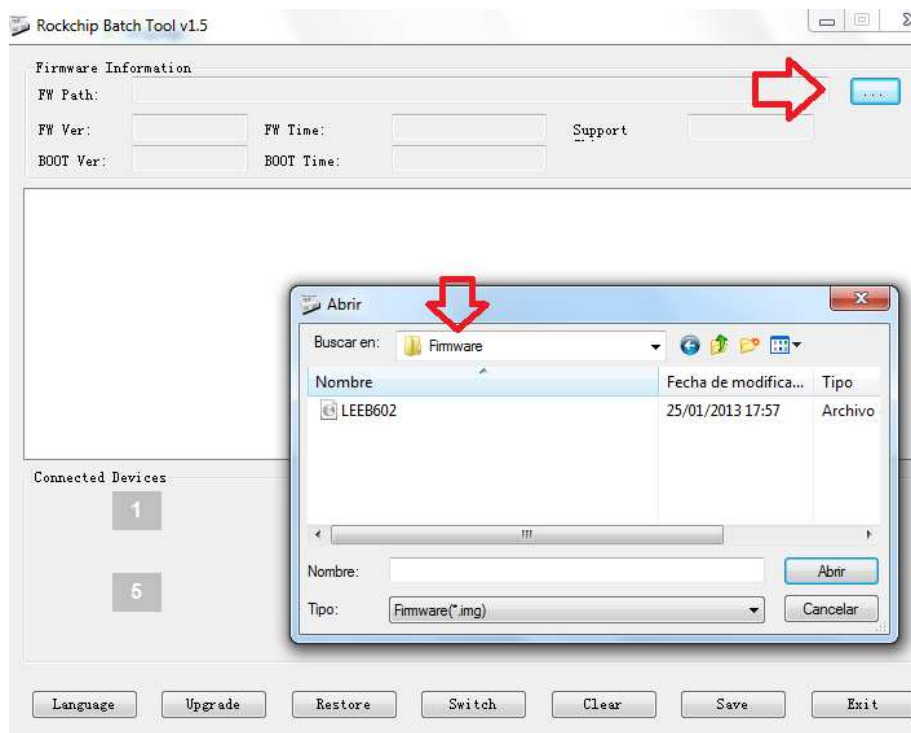 Rockchip Batch Tool v1.5
Firmware Information
FW Path:
...
FW Ver:
FW Time:
Support
BOOT Ver:
BOOT Time:
Abrir
Buscar en:
Firmware
Nombre
Fecha de modifica...
Tipo
LEEB602
25/01/2013 17:57
Archivo
Connected Devices
1
5
Nombre:
Abrir
Tipo:
Firmware(*.img)
Cancelar
Language
Upgrade
Restore
Switch
Clear
Save
Exit